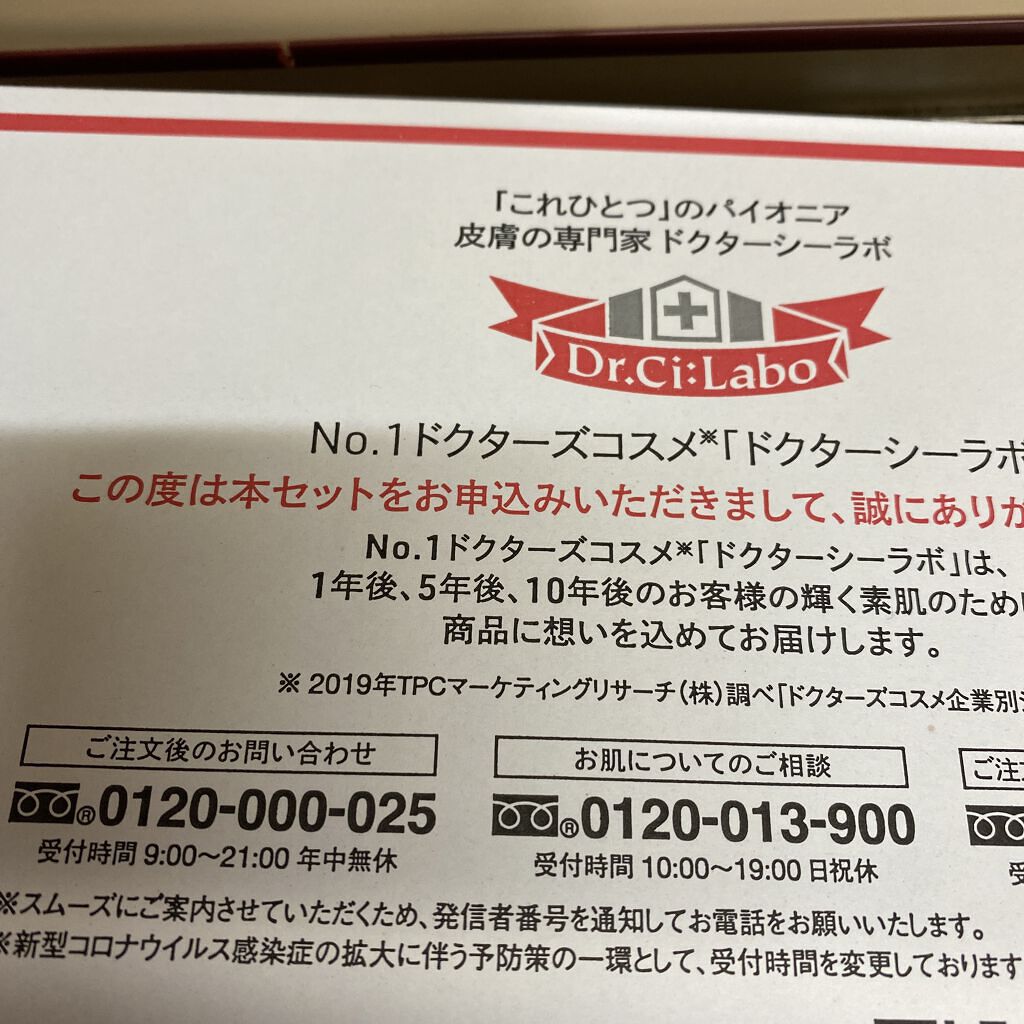 「これひとつ」のパイオニア
皮膚の専門家 ドクターシーラボ
Dr.Ci:Labo
No.1ドクターズコスメ※「ドクターシーラボ
この度は本セットをお申込みいただきまして、誠にありが
No.1ドクターズコスメ※「ドクターシーラボ」は、
1年後、5年後、10年後のお客様の輝く素肌のため
商品に想いを込めてお届けします。
※ 2019年TPCマーケティングリサーチ(株)調べ「ドクターズコスメ企業別
ご注文後のお問い合わせ
®0120-000-025
受付時間 9:00〜21:00 年中無休
お肌についてのご相談
®0120-013-900
受付時間 10:00〜19:00 日祝休
ご注
※スムーズにご案内させていただくため、発信者番号を通知してお電話をお願いいたします。
※新型コロナウイルス感染症の拡大に伴う予防策の一環として、受付時間を変更しております